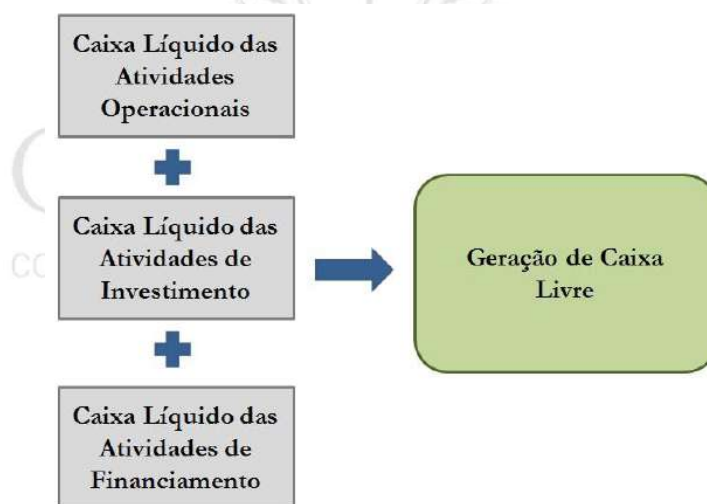 Caixa Líquido das
Atividades
Operacionais
Caixa Líquido das
Atividades de
Investimento
Caixa Líquido das
Atividades de
Financiamento
Geração de Caixa
Livre